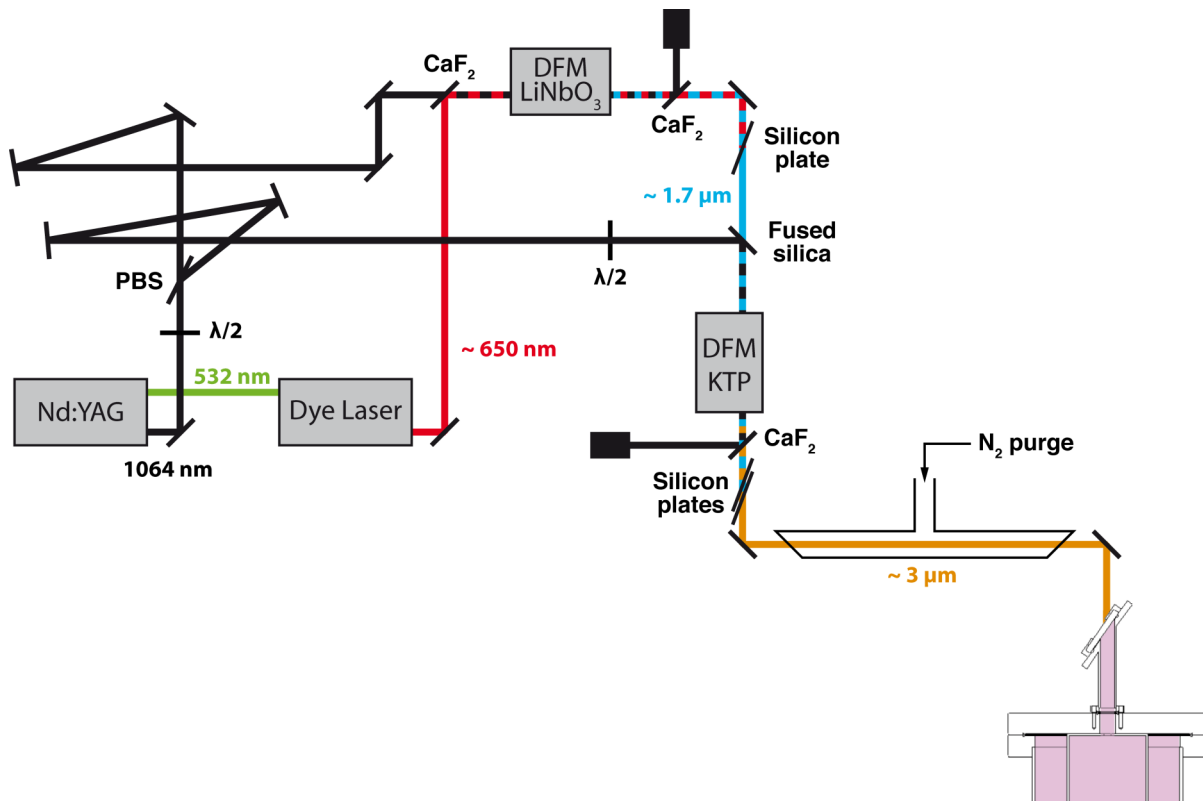 CaF₂
DFM
LiNbO₃
CaF₂
Silicon
plate
~ 1.7 µm
Fused
silica
PBS
λ/2
λ/2
~ 650 nm
DFM
KTP
532 nm
Nd:YAG
Dye Laser
1064 nm
CaF₂
N₂ purge
Silicon
plates
~ 3 µm